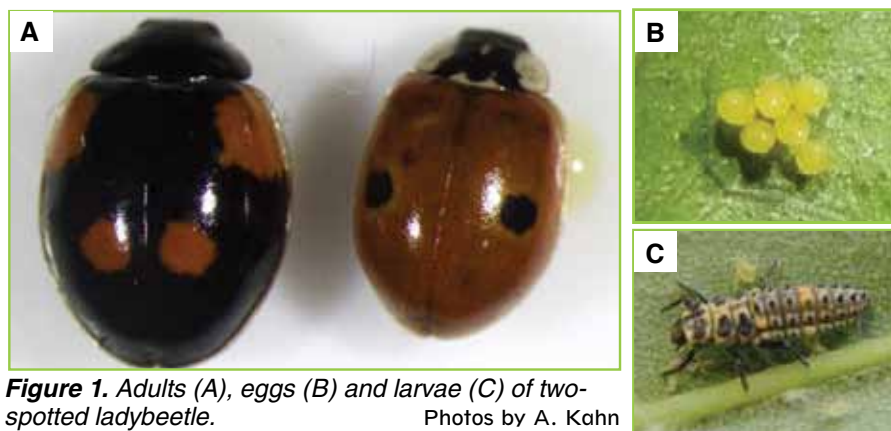 A
B
C
Figure 1. Adults (A), eggs (B) and larvae (C) of two-
spotted ladybeetle. Photos by A. Kahn